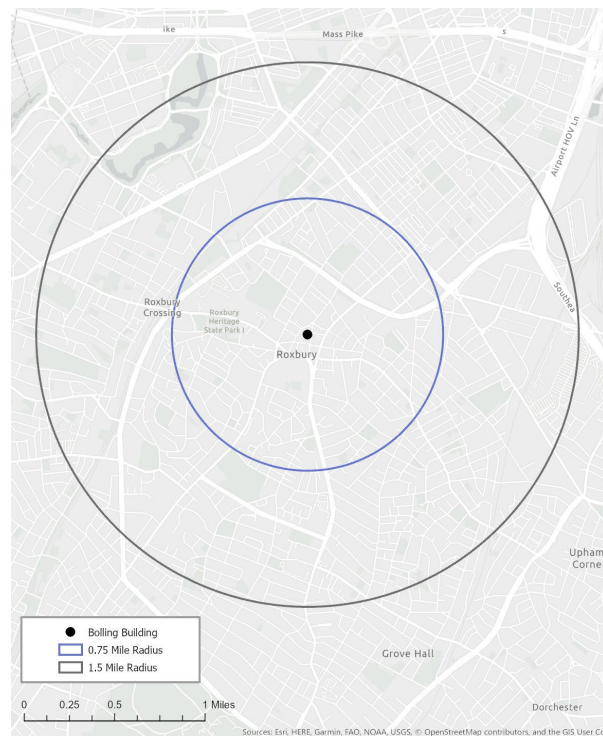 ike
Mass Pike
s
Airport HOV Ln
Southea
Roxbury
Crossing
Roxbury
Heritage
State Park I
Roxbury
Upham
Corne
Grove Hall
Dorchester
Bolling Building
0.75 Mile Radius
1.5 Mile Radius
0 0.25 0.5 1 Miles
Sources: Esri, HERE, Garmin, FAO, NOAA, USGS, © OpenStreetMap contributors, and the GIS User Co